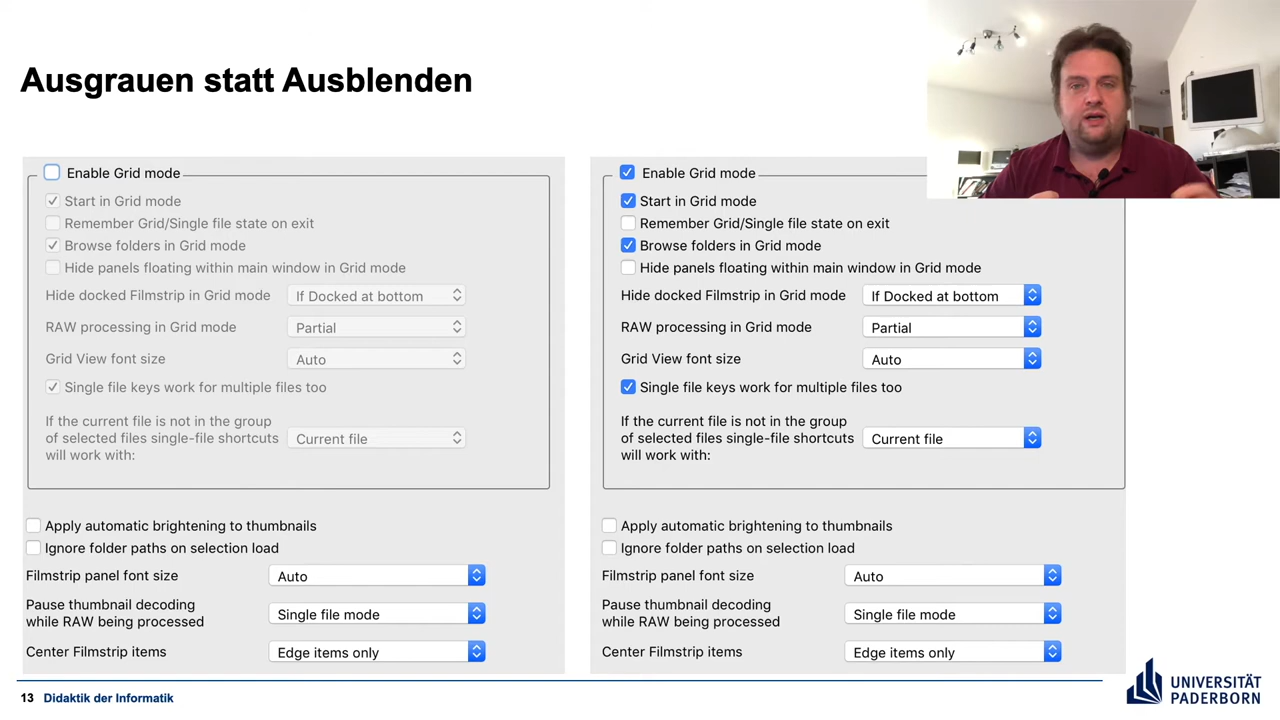 Ausgrauen statt Ausblenden
Enable Grid mode
Start in Grid mode
Remember Grid/Single file state on exit
Browse folders in Grid mode
Hide panels floating within main window in Grid mode
Hide docked Filmstrip in Grid mode If Docked at bottom
RAW processing in Grid mode Partial
Grid View font size Auto
Single file keys work for multiple files too
If the current file is not in the group
of selected files single-file shortcuts Current file
will work with:
Apply automatic brightening to thumbnails
Ignore folder paths on selection load
Filmstrip panel font size Auto
Pause thumbnail decoding
while RAW being processed Single file mode
Center Filmstrip items Edge items only
Enable Grid mode
Start in Grid mode
Remember Grid/Single file state on exit
Browse folders in Grid mode
Hide panels floating within main window in Grid mode
Hide docked Filmstrip in Grid mode If Docked at bottom
RAW processing in Grid mode Partial
Grid View font size Auto
Single file keys work for multiple files too
If the current file is not in the group
of selected files single-file shortcuts Current file
will work with:
Apply automatic brightening to thumbnails
Ignore folder paths on selection load
Filmstrip panel font size Auto
Pause thumbnail decoding
while RAW being processed Single file mode
Center Filmstrip items Edge items only
13 Didaktik der Informatik
UNIVERSITÄT
PADERBORN